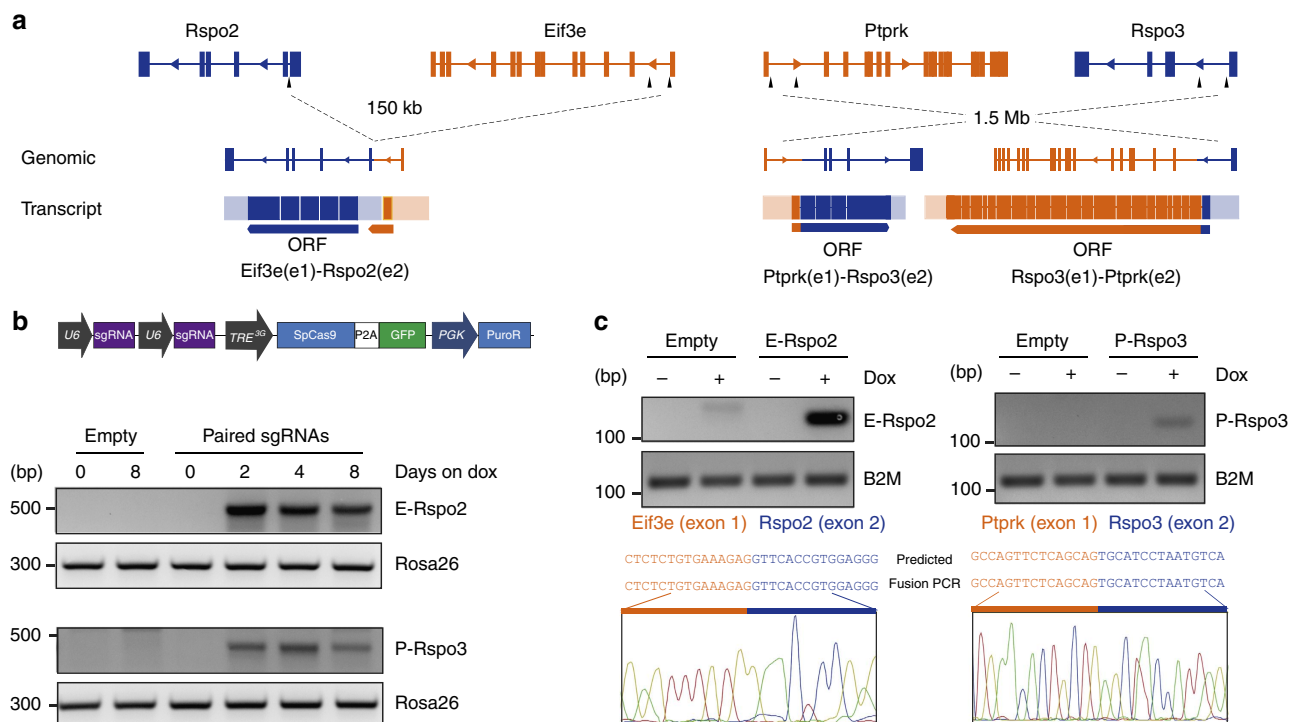 a
Rspo2 Eif3e Ptprk Rspo3
150 kb 1.5 Mb
Genomic
Transcript
ORF ORF ORF
Eif3e(e1)-Rspo2(e2) Ptprk(e1)-Rspo3(e2) Rspo3(e1)-Ptprk(e2)
b
U6 sgRNA U6 sgRNA TRE3G SpCas9 P2A GFP PGK PuroR
Empty Paired sgRNAs
(bp) 0 8 0 2 4 8 Days on dox
500 E-Rspo2
300 Rosa26
500 P-Rspo3
300 Rosa26
c
Empty E-Rspo2
(bp) – + – + Dox
E-Rspo2
100
B2M
100
Empty P-Rspo3
(bp) – + – + Dox
P-Rspo3
100
B2M
100
Eif3e (exon 1) Rspo2 (exon 2) Ptprk (exon 1) Rspo3 (exon 2)
CTCTCTGTGAAAGAGGTTCACCGTGGAGGG Predicted GCCAGTTCTCAGCAGTGCATCCTAATGTCA
CTCTCTGTGAAAGAGGTTCACCGTGGAGGG Fusion PCR GCCAGTTCTCAGCAGTGCATCCTAATGTCA